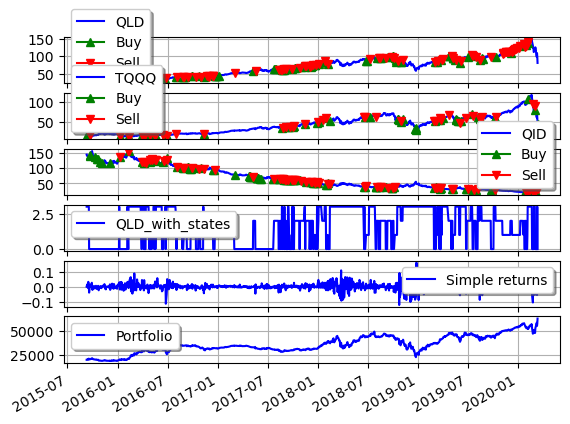 QLD
Buy
Sell
150
100
50
TQQQ
Buy
Sell
100
50
QID
Buy
Sell
150
100
50
QLD_with_states
2.5
0.0
Simple returns
0.1
0.0
−0.1
Portfolio
50000
25000
2015-07 2016-01 2016-07 2017-01 2017-07 2018-01 2018-07 2019-01 2019-07 2020-01